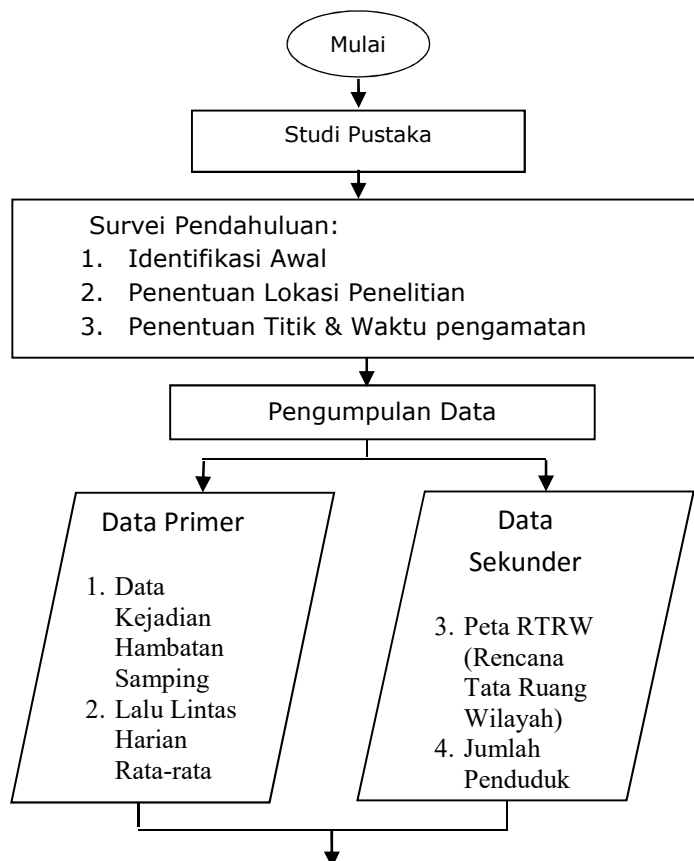 Mulai
Studi Pustaka
Survei Pendahuluan:
1. Identifikasi Awal
2. Penentuan Lokasi Penelitian
3. Penentuan Titik & Waktu pengamatan
Pengumpulan Data
Data Primer
1. Data
Kejadian
Hambatan
Samping
2. Lalu Lintas
Harian
Rata-rata
Data
Sekunder
3. Peta RTRW
(Rencana
Tata Ruang
Wilayah)
4. Jumlah
Penduduk